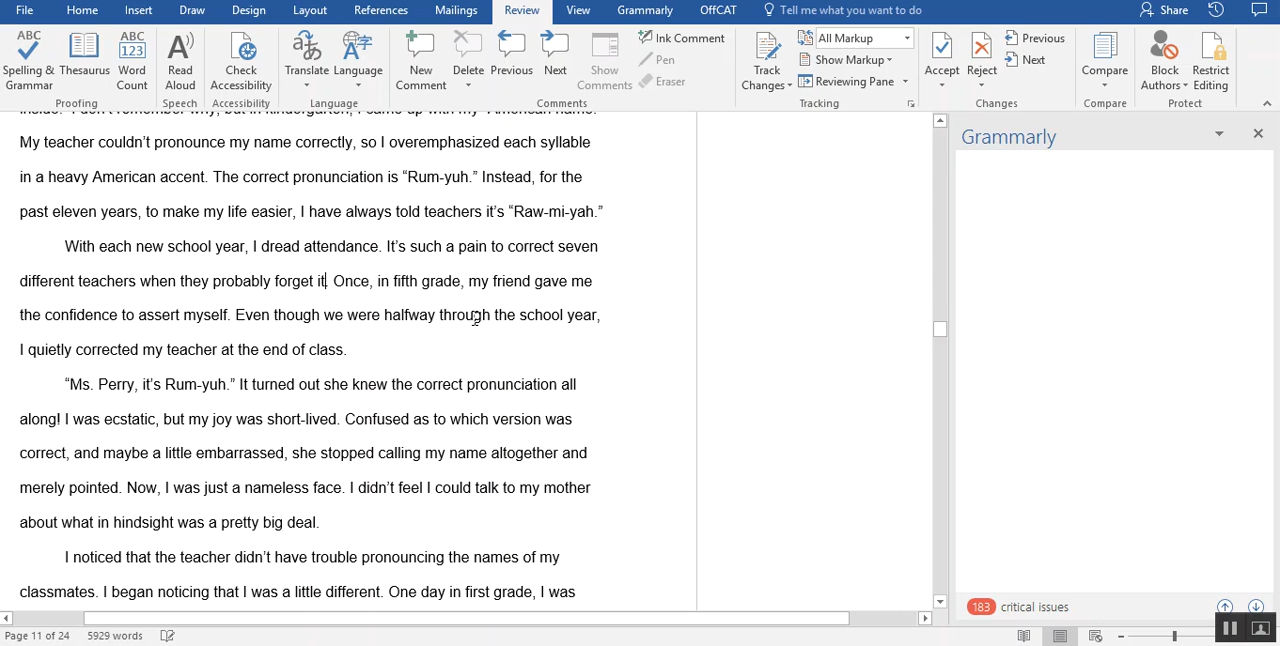 File Home Insert Draw Design Layout References Mailings Review View Grammarly OffCAT Tell me what you want to do Share
Spelling & Grammar Thesaurus Word Count Read Aloud Check Accessibility Translate Language New Comment Delete Previous Next Show Comments Ink Comment Pen Eraser Track Changes All Markup Show Markup Reviewing Pane Accept Reject Previous Next Compare Block Authors Restrict Editing
Proofing Speech Accessibility Language Comments Tracking Changes Compare Protect
Grammarly
inside. I don't remember why, but in kindergarten, I came up with my "American name."
My teacher couldn't pronounce my name correctly, so I overemphasized each syllable
in a heavy American accent. The correct pronunciation is “Rum-yuh.” Instead, for the
past eleven years, to make my life easier, I have always told teachers it’s “Raw-mi-yah.”
With each new school year, I dread attendance. It’s such a pain to correct seven
different teachers when they probably forget it. Once, in fifth grade, my friend gave me
the confidence to assert myself. Even though we were halfway through the school year,
I quietly corrected my teacher at the end of class.
“Ms. Perry, it’s Rum-yuh.” It turned out she knew the correct pronunciation all
along! I was ecstatic, but my joy was short-lived. Confused as to which version was
correct, and maybe a little embarrassed, she stopped calling my name altogether and
merely pointed. Now, I was just a nameless face. I didn’t feel I could talk to my mother
about what in hindsight was a pretty big deal.
I noticed that the teacher didn’t have trouble pronouncing the names of my
classmates. I began noticing that I was a little different. One day in first grade, I was
183 critical issues
Page 11 of 24 5929 words